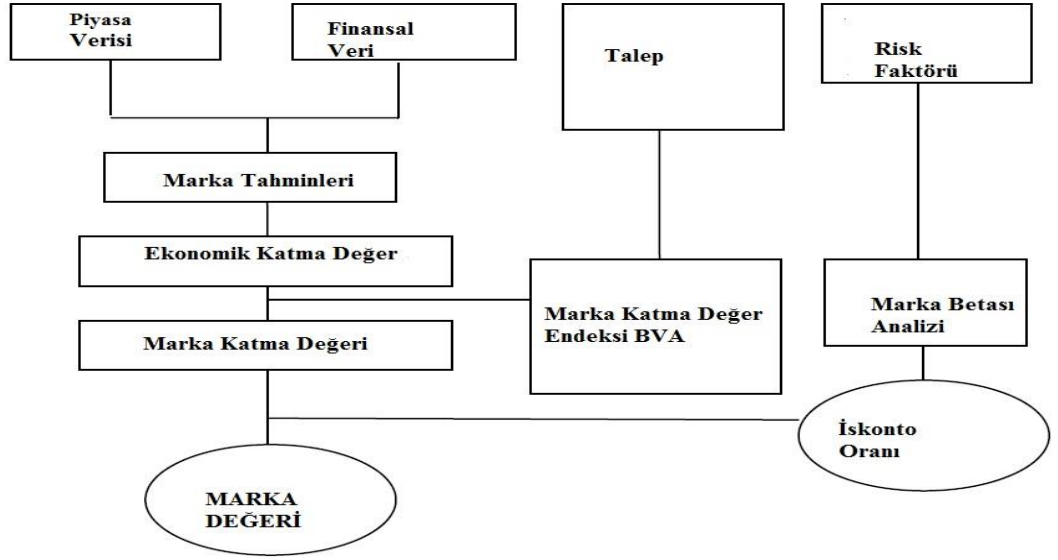 Piyasa
Verisi
Finansal
Veri
Talep
Risk
Faktörü
Marka Tahminleri
Ekonomik Katma Değer
Marka Katma Değer
Endeksi BVA
Marka Betası
Analizi
Marka Katma Değeri
İskonto
Oranı
MARKA
DEĞERİ